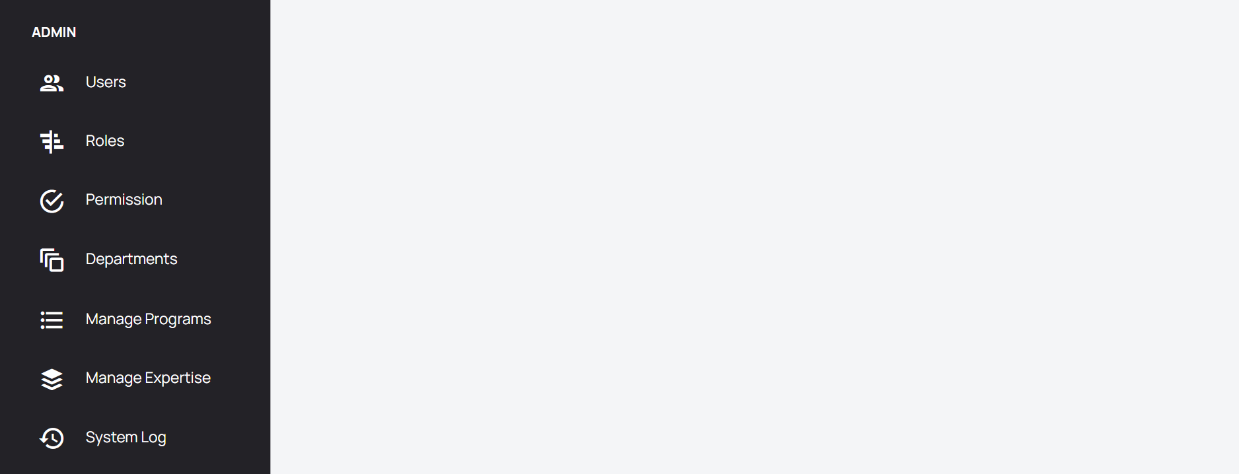 ADMIN
Users
Roles
Permission
Departments
Manage Programs
Manage Expertise
System Log